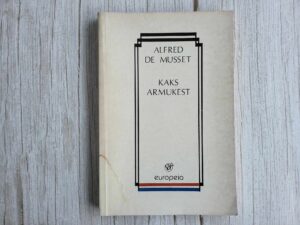 ALFRED
DE MUSSET
KAKS
ARMUKEST
europeia